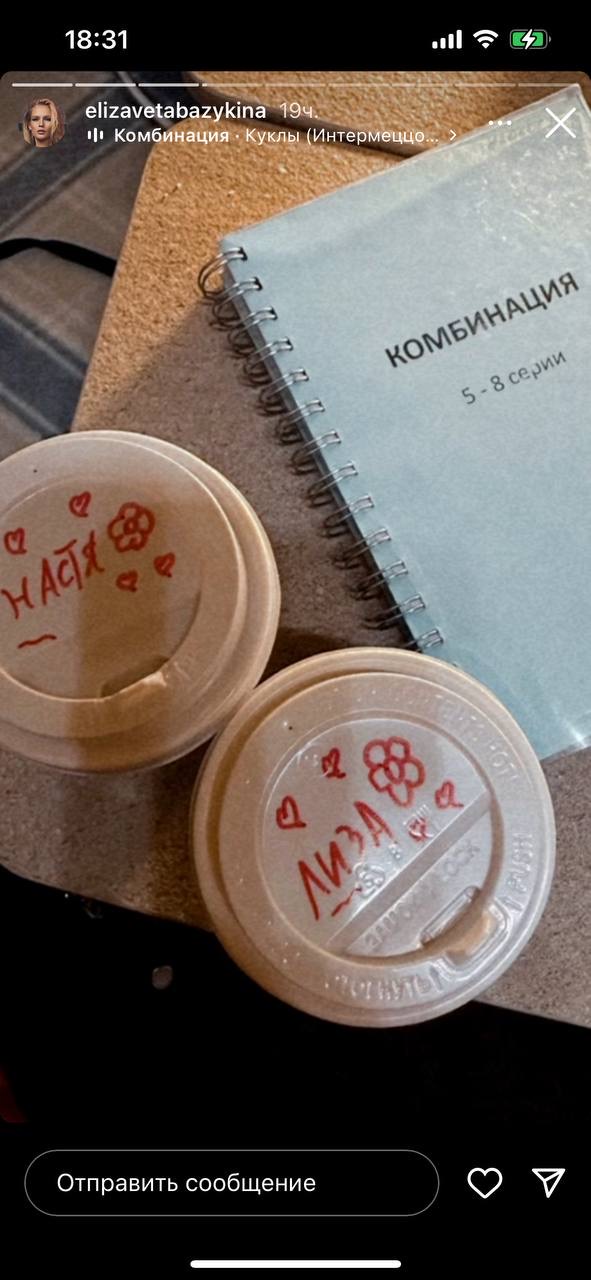 18:31
elizavetabazykina 19ч.
Комбинация · Куклы (Интермеццо...
КОМБИНАЦИЯ
5 - 8 серии
НАСТЯ
ЛИЗА
Отправить сообщение